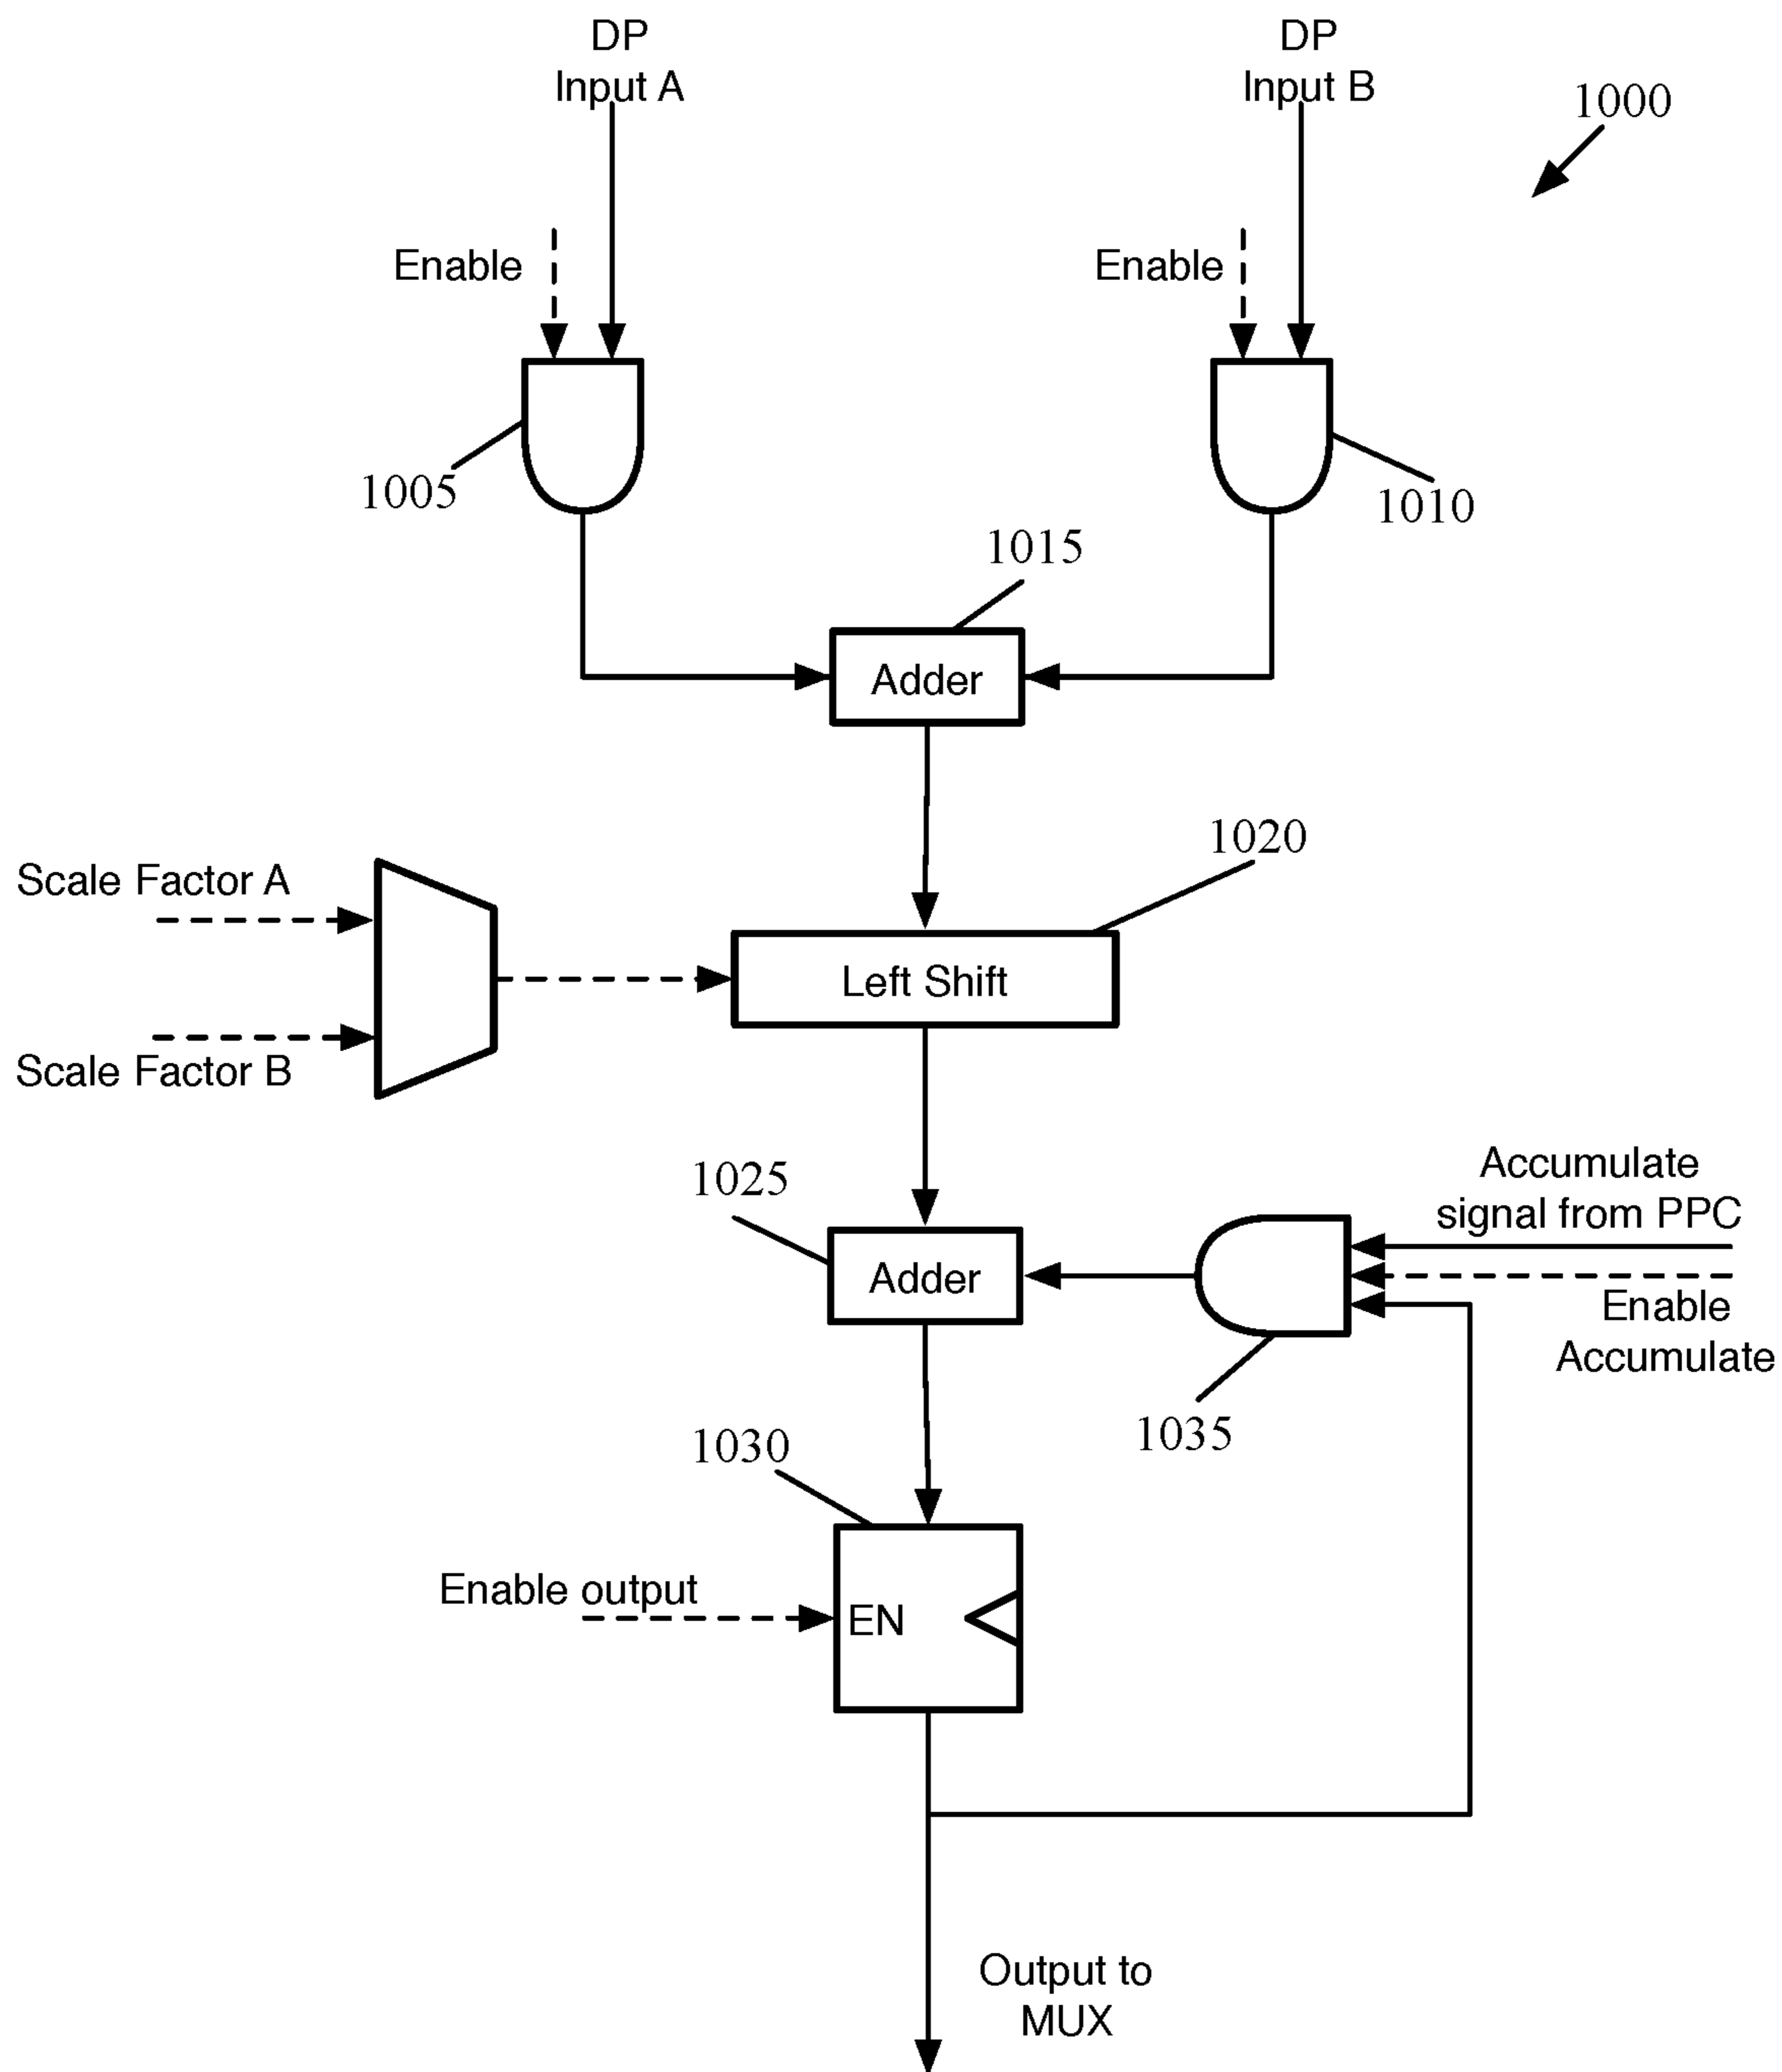 DP
Input A
DP
Input B
1000
Enable
Enable
1005
1010
1015
Adder
1020
Scale Factor A
Left Shift
Scale Factor B
Accumulate
signal from PPC
1025
Adder
Enable
Accumulate
1035
1030
Enable output
EN
Output to
MUX